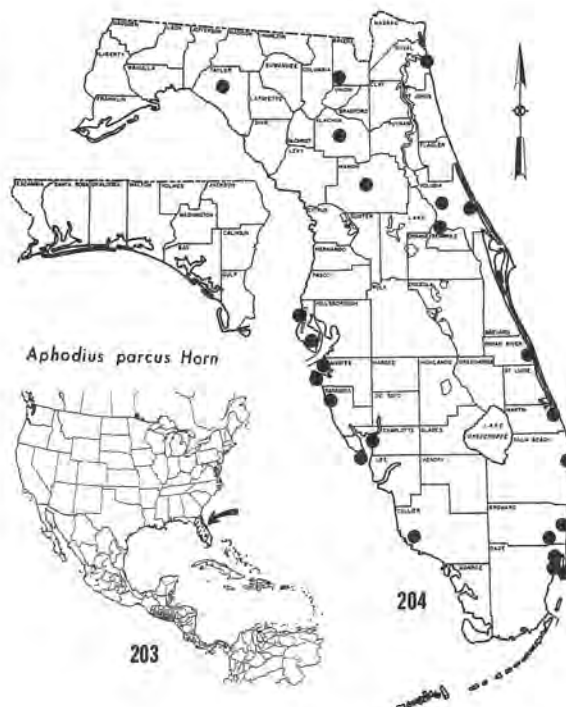 NASSAU
BAKER
DUVAL
LEON
JEFFERSON
MADISON
HAMILTON
LIBERTY
WAKULLA
TAYLOR
SUWANNEE
COLUMBIA
UNION
CLAY
ST JOHNS
FRANKLIN
LAFAYETTE
BRADFORD
ALACHUA
PUTNAM
DIXIE
GILCHRIST
FLAGLER
LEVY
MARION
VOLUSIA
ESCAMBIA SANTA ROSA OKALOOSA WALTON HOLMES JACKSON
WASHINGTON
CALHOUN
BAY
GULF
CITRUS
SUMTER
LAKE
HERNANDO
ORANGE
SEMINOLE
PASCO
POLK
OSCEOLA
HILLSBOROUGH
BREVARD
INDIAN RIVER
Aphodius parcus Horn
MANATEE
HARDEE
HIGHLANDS
OKEECHOBEE
ST LUCIE
SARASOTA
DE SOTO
MARTIN
CHARLOTTE
GLADES
LAKE
OKEECHOBEE
PALM BEACH
LEE
HENDRY
COLLIER
BROWARD
DADE
MONROE
204
203